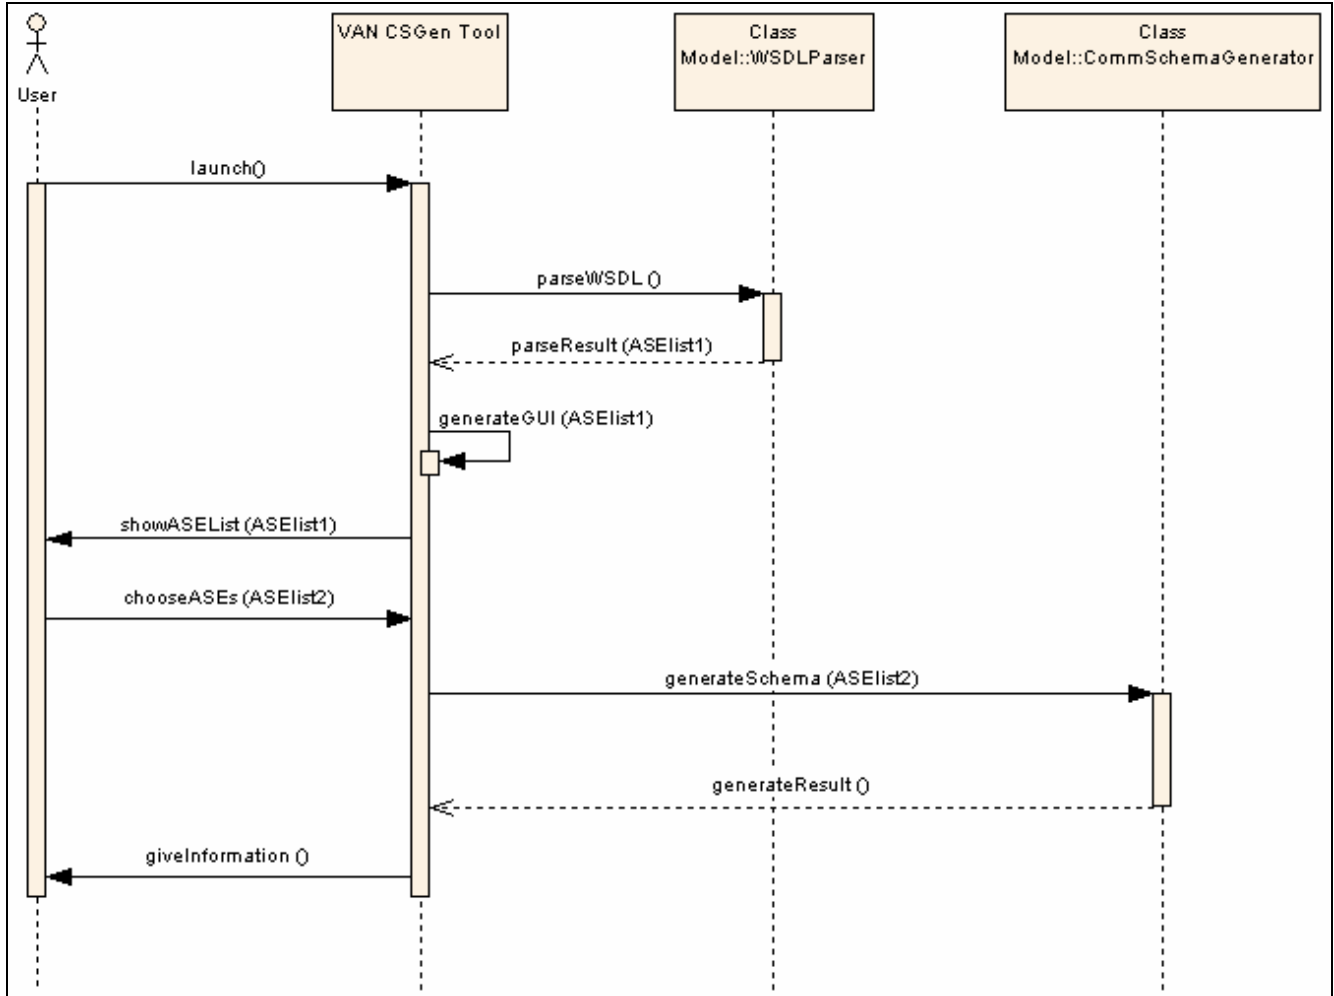 User
VAN CSGen Tool
Class
Model::WSDLParser
Class
Model::CommSchemaGenerator
launch()
parseWSDL ()
parseResult (ASElist1)
generateGUI (ASElist1)
showASEList (ASElist1)
chooseASEs (ASElist2)
generateSchema (ASElist2)
generateResult ()
giveInformation ()